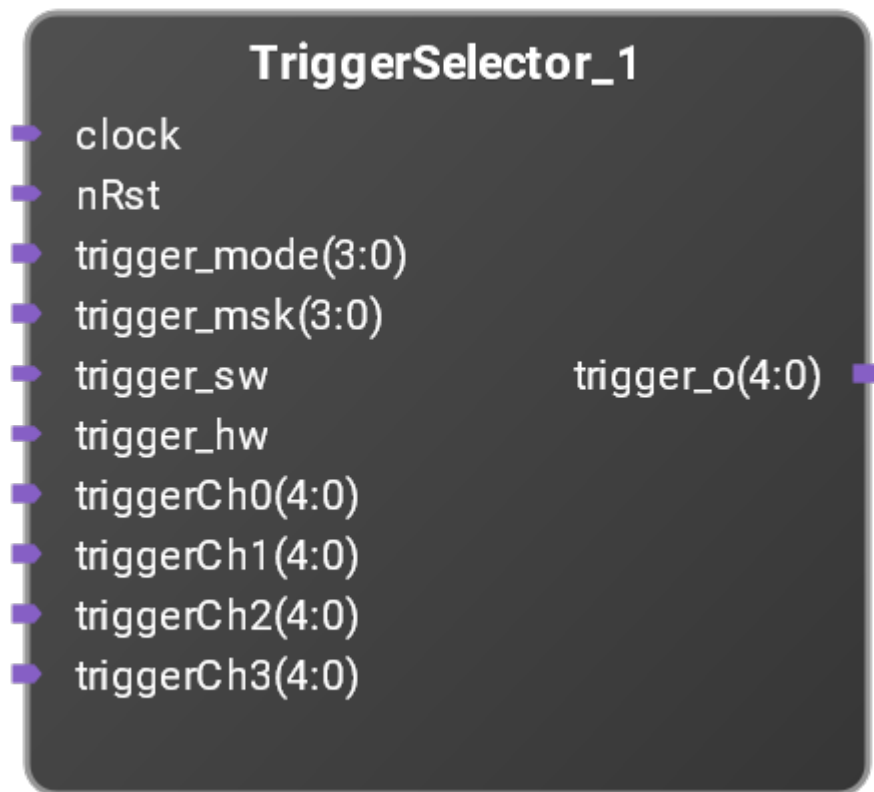 TriggerSelector_1
clock
nRst
trigger_mode(3:0)
trigger_msk(3:0)
trigger_sw
trigger_o(4:0)
trigger_hw
triggerCh0(4:0)
triggerCh1(4:0)
triggerCh2(4:0)
triggerCh3(4:0)